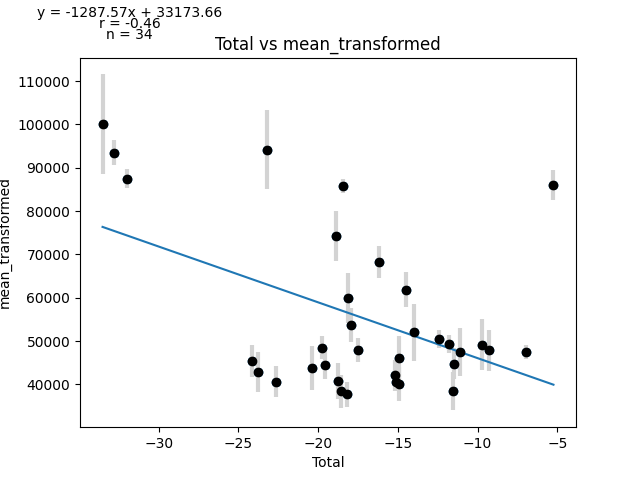 y = -1287.57x + 33173.66
r = -0.46
n = 34
Total vs mean_transformed
mean_transformed
110000
100000
90000
80000
70000
60000
50000
40000
−30
−25
−20
−15
−10
−5
Total